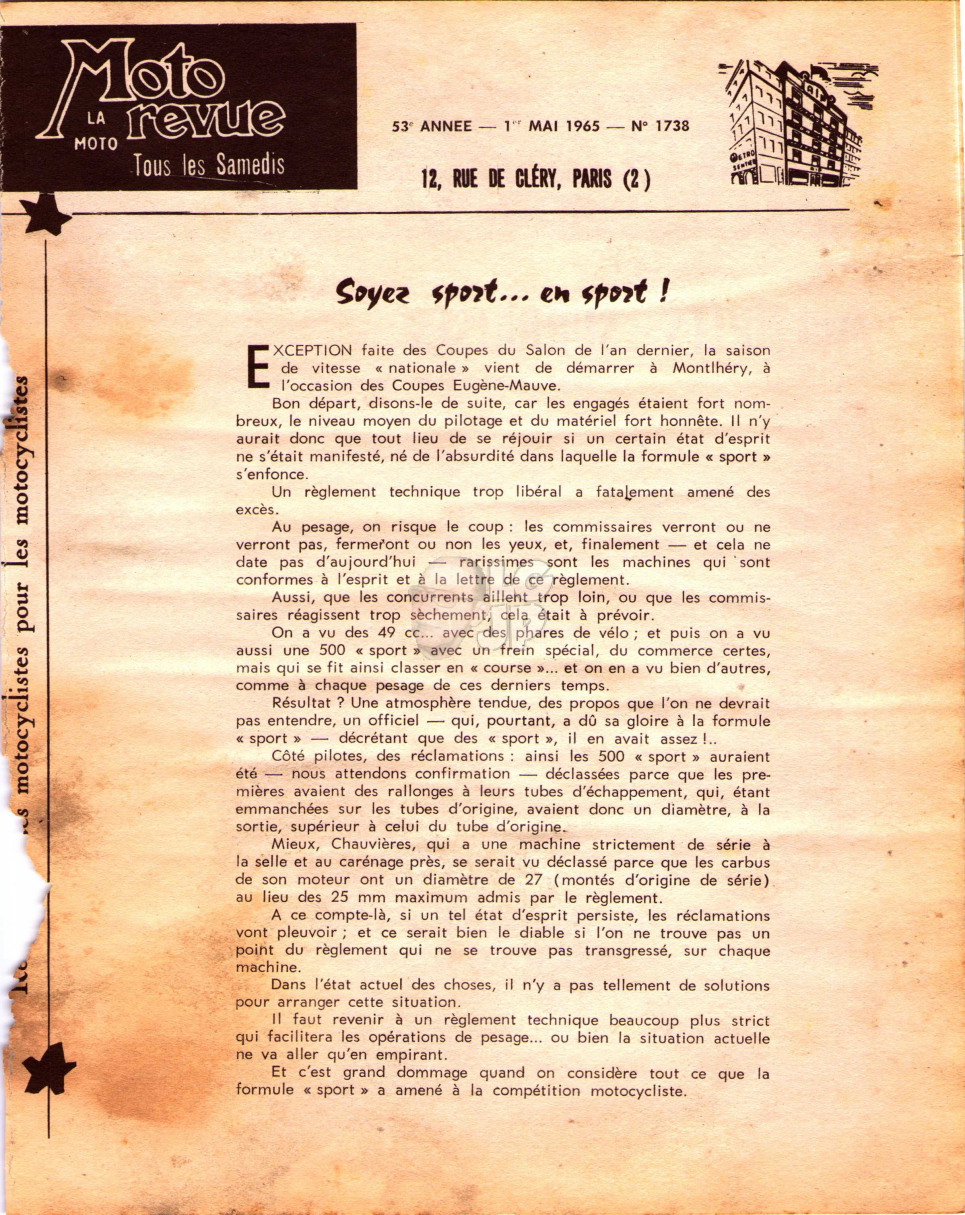 Moto
revue
LA
MOTO
Tous les Samedis
53e ANNEE — 1er MAI 1965 — N° 1738
12, RUE DE CLÉRY, PARIS (2)
METRO
SENTIER
motocyclistes pour les motocyclistes
Soyez sport... en sport !
EXCEPTION faite des Coupes du Salon de l'an dernier, la saison
de vitesse « nationale » vient de démarrer à Montlhéry, à
l'occasion des Coupes Eugène-Mauve.
Bon départ, disons-le de suite, car les engagés étaient fort nom-
breux, le niveau moyen du pilotage et du matériel fort honnête. Il n'y
aurait donc que tout lieu de se réjouir si un certain état d'esprit
ne s'était manifesté, né de l'absurdité dans laquelle la formule « sport »
s'enfonce.
Un règlement technique trop libéral a fatalement amené des
excès.
Au pesage, on risque le coup : les commissaires verront ou ne
verront pas, fermeront ou non les yeux, et, finalement — et cela ne
date pas d'aujourd'hui — rarissimes sont les machines qui sont
conformes à l'esprit et à la lettre de ce règlement.
Aussi, que les concurrents aillent trop loin, ou que les commis-
saires réagissent trop sèchement, cela était à prévoir.
On a vu des 49 cc... avec des phares de vélo ; et puis on a vu
aussi une 500 « sport » avec un frein spécial, du commerce certes,
mais qui se fit ainsi classer en « course »... et on en a vu bien d'autres,
comme à chaque pesage de ces derniers temps.
Résultat ? Une atmosphère tendue, des propos que l'on ne devrait
pas entendre, un officiel — qui, pourtant, a dû sa gloire à la formule
« sport » — décrétant que des « sport », il en avait assez !..
Côté pilotes, des réclamations : ainsi les 500 « sport » auraient
été — nous attendons confirmation — déclassées parce que les pre-
mières avaient des rallonges à leurs tubes d'échappement, qui, étant
emmanchées sur les tubes d'origine, avaient donc un diamètre, à la
sortie, supérieur à celui du tube d'origine.
Mieux, Chauvières, qui a une machine strictement de série à
la selle et au carénage près, se serait vu déclassé parce que les carbus
de son moteur ont un diamètre de 27 (montés d'origine de série)
au lieu des 25 mm maximum admis par le règlement.
A ce compte-là, si un tel état d'esprit persiste, les réclamations
vont pleuvoir ; et ce serait bien le diable si l'on ne trouve pas un
point du règlement qui ne se trouve pas transgressé, sur chaque
machine.
Dans l'état actuel des choses, il n'y a pas tellement de solutions
pour arranger cette situation.
Il faut revenir à un règlement technique beaucoup plus strict
qui facilitera les opérations de pesage... ou bien la situation actuelle
ne va aller qu'en empirant.
Et c'est grand dommage quand on considère tout ce que la
formule « sport » a amené à la compétition motocycliste.